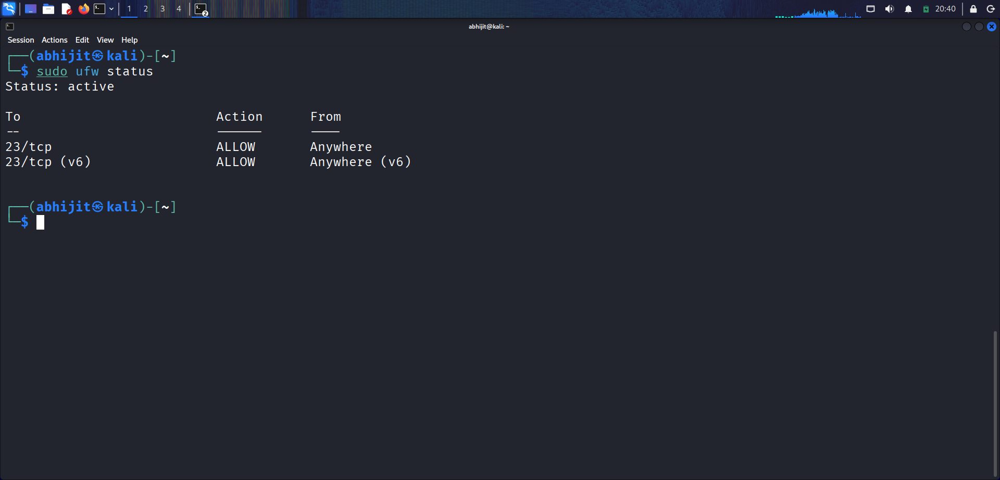 1 2 3 4 2 20:40
abhijit@kali: ~
Session Actions Edit View Help
┌──(abhijit㉿kali)-[~]
└─$ sudo ufw status
Status: active
To Action From
-- ------ ----
23/tcp ALLOW Anywhere
23/tcp (v6) ALLOW Anywhere (v6)
┌──(abhijit㉿kali)-[~]
└─$